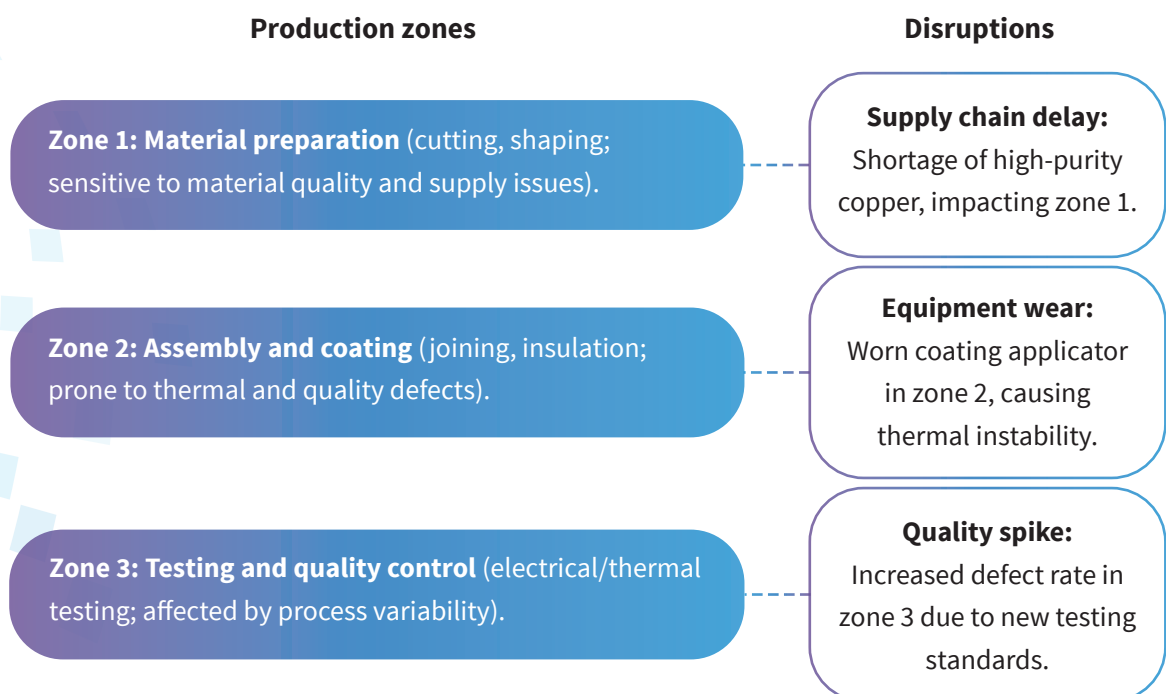 Production zones
Disruptions
Zone 1: Material preparation (cutting, shaping;
sensitive to material quality and supply issues).
Supply chain delay:
Shortage of high-purity
copper, impacting zone 1.
Zone 2: Assembly and coating (joining, insulation;
prone to thermal and quality defects).
Equipment wear:
Worn coating applicator
in zone 2, causing
thermal instability.
Zone 3: Testing and quality control (electrical/thermal
testing; affected by process variability).
Quality spike:
Increased defect rate in
zone 3 due to new testing
standards.